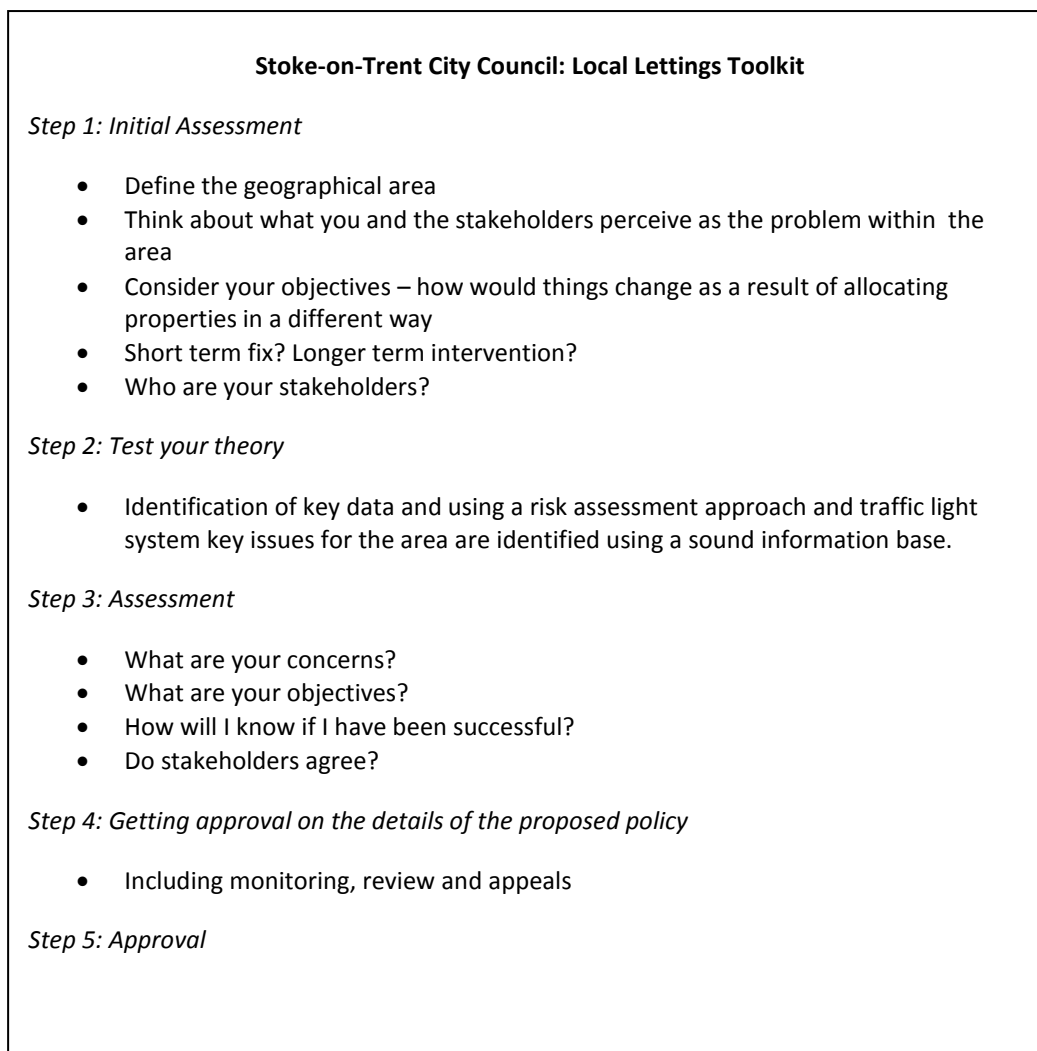 Stoke-on-Trent City Council: Local Lettings Toolkit
Step 1: Initial Assessment
• Define the geographical area
• Think about what you and the stakeholders perceive as the problem within the
area
• Consider your objectives – how would things change as a result of allocating
properties in a different way
• Short term fix? Longer term intervention?
• Who are your stakeholders?
Step 2: Test your theory
• Identification of key data and using a risk assessment approach and traffic light
system key issues for the area are identified using a sound information base.
Step 3: Assessment
• What are your concerns?
• What are your objectives?
• How will I know if I have been successful?
• Do stakeholders agree?
Step 4: Getting approval on the details of the proposed policy
• Including monitoring, review and appeals
Step 5: Approval